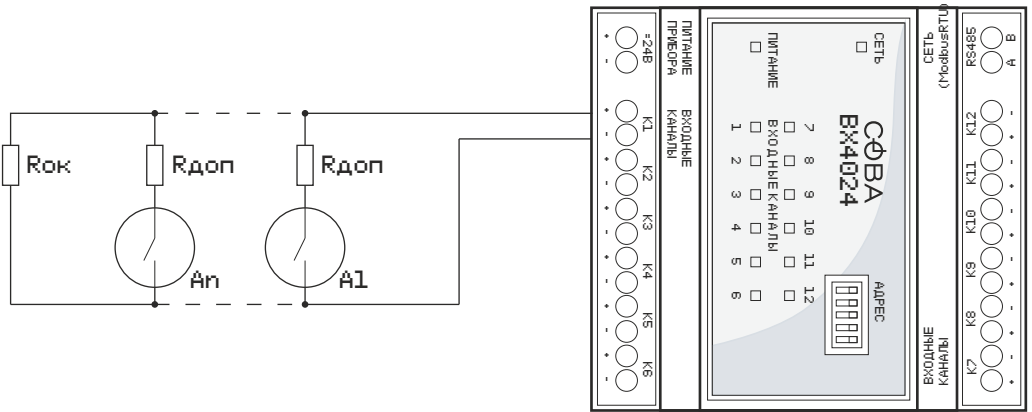 Rок
Rдоп
Rдоп
An
A1
+
-
=24В
ПИТАНИЕ
ПРИБОРА
ВХОДНЫЕ
КАНАЛЫ
+
-
К1
+
-
К2
+
-
К3
+
-
К4
+
-
К5
+
-
К6
ПИТАНИЕ
СЕТЬ
ВХОДНЫЕ КАНАЛЫ
1
2
3
4
5
6
7
8
9
10
11
12
СОВА
ВХ4024
АДРЕС
СЕТЬ
(ModbusRTU)
ВХОДНЫЕ
КАНАЛЫ
RS485
B
A
К12
-
+
К11
-
+
К10
-
+
К9
-
+
К8
-
+
К7
-
+